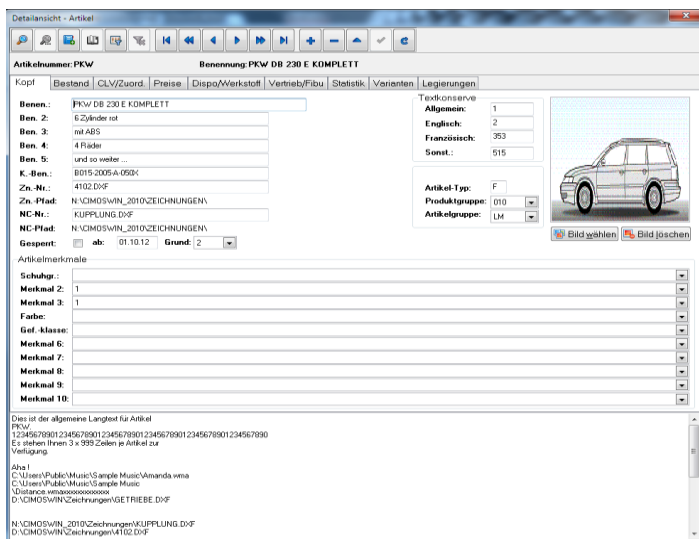 Detailansicht - Artikel
Artikelnummer: PKW Benennung: PKW DB 230 E KOMPLETT
Kopf Bestand CLV/Zuord. Preise Dispo/Werkstoff Vertrieb/Fibu Statistik Varianten Legierungen
Benen.: PKW DB 230 E KOMPLETT
Ben. 2: 6 Zylinder rot
Ben. 3: mit ABS
Ben. 4: 4 Räder
Ben. 5: und so weiter ...
K.-Ben.: B015-2005-A-050X
Zn.-Nr.: 4102.DXF
Zn.-Pfad: N:\CIMOSWIN_2010\ZEICHNUNGEN\
NC-Nr.: KUPPLUNG.DXF
NC-Pfad: N:\CIMOSWIN_2010\ZEICHNUNGEN\
Gesperrt: ab: 01.10.12 Grund: 2
Textkonserve
Allgemein: 1
Englisch: 2
Französisch: 353
Sonst.: 515
Artikel-Typ: F
Produktgruppe: 010
Artikelgruppe: LM
Bild wählen Bild löschen
Artikelmerkmale
Schuhgr.:
Merkmal 2: 1
Merkmal 3: 1
Farbe:
Gef.-klasse:
Merkmal 6:
Merkmal 7:
Merkmal 8:
Merkmal 9:
Merkmal 10:
Dies ist der allgemeine Langtext für Artikel
PKW.
123456789012345678901234567890123456789012345678901234567890
Es stehen Ihnen 3 x 999 Zeilen je Artikel zur
Verfügung.
Aha !
C:\Users\Public\Music\Sample Music\Amanda.wma
C:\Users\Public\Music\Sample Music
\Distance.wmaxxxxxxxxxxxxx
D:\CIMOSWIN\Zeichnungen\GETRIEBE.DXF
N:\CIMOSWIN_2010\Zeichnungen\KUPPLUNG.DXF
D:\CIMOSWIN\Zeichnungen\4102.DXF